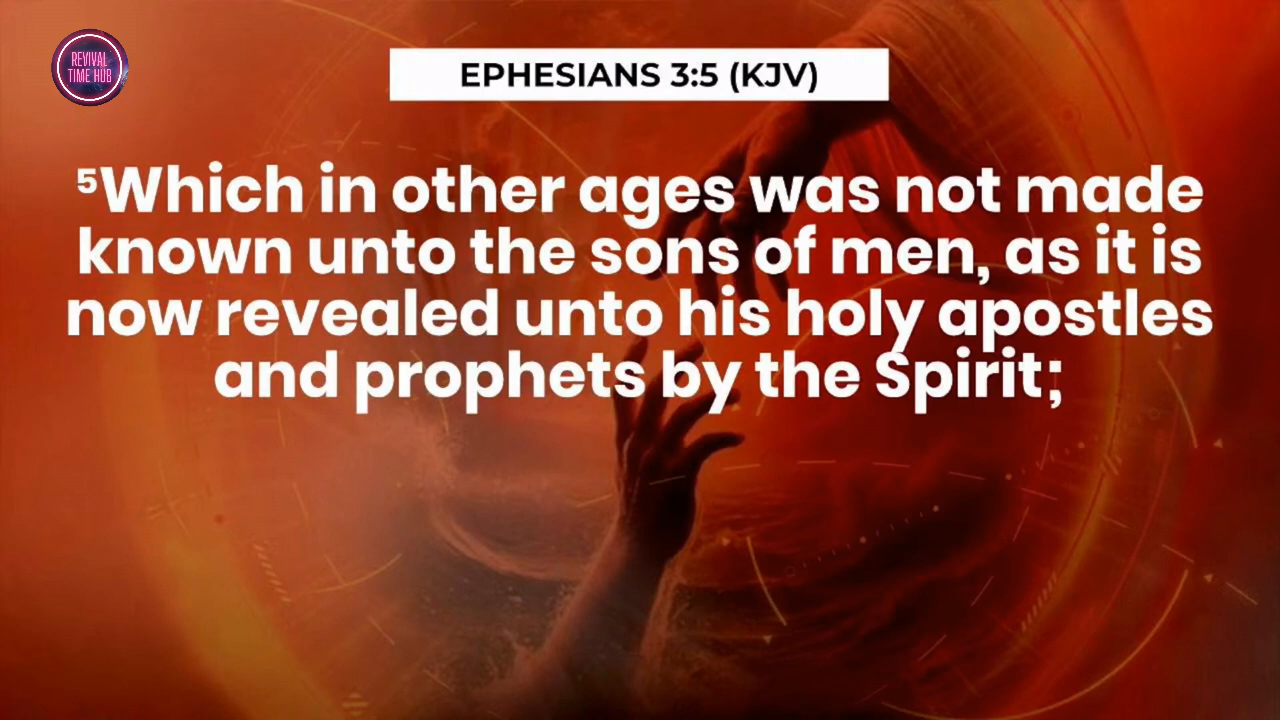 REVIVAL
TIME HUB
EPHESIANS 3:5 (KJV)
⁵Which in other ages was not made
known unto the sons of men, as it is
now revealed unto his holy apostles
and prophets by the Spirit;